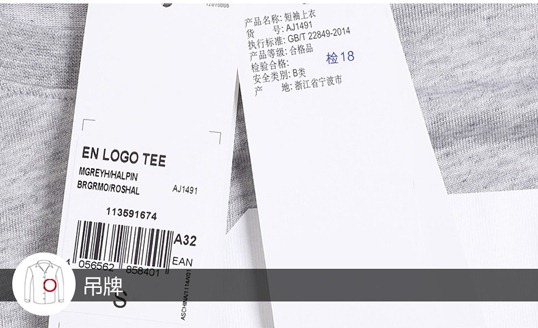 产品名称: 短袖上衣
货 号: AJ1491
执行标准: GB/T 22849-2014
产品等级: 合格品
检验合格: 检18
安全类别: B类
产 地: 浙江省宁波市
EN LOGO TEE
MGREYH/HALPIN
BRGRMO/ROSHAL AJ1491
113591674
A32
EAN
4 056562 858401
S
吊牌